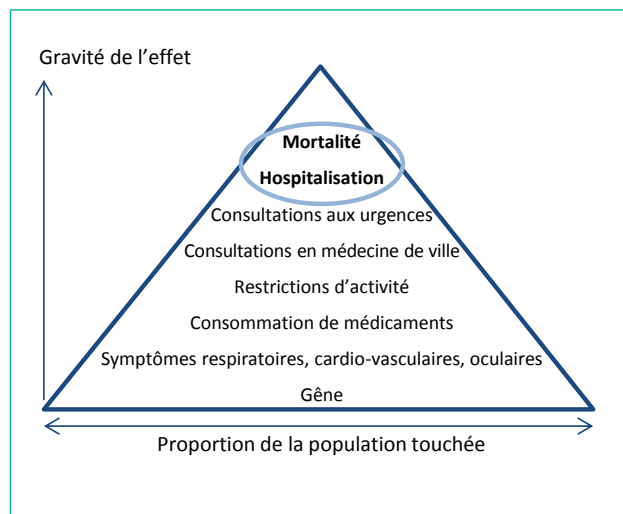 Gravité de l’effet
Mortalité
Hospitalisation
Consultations aux urgences
Consultations en médecine de ville
Restrictions d’activité
Consommation de médicaments
Symptômes respiratoires, cardio-vasculaires, oculaires
Gêne
Proportion de la population touchée